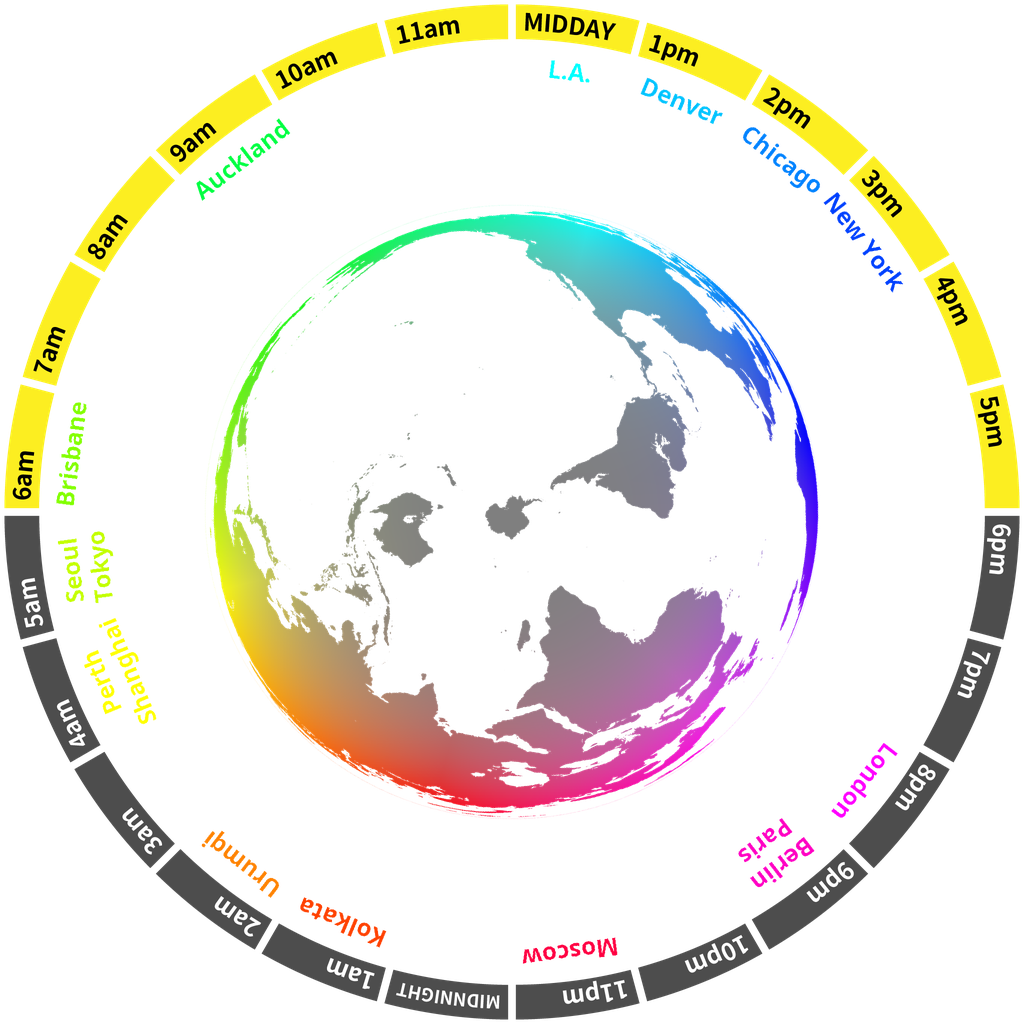 MIDDAY
1pm
2pm
3pm
4pm
5pm
6pm
7pm
8pm
9pm
10pm
11pm
MIDNNIGHT
1am
2am
3am
4am
5am
6am
7am
8am
9am
10am
11am
L.A.
Denver
Chicago
New York
London
Paris
Berlin
Moscow
Kolkata
Urumqi
Perth
Shanghai
Seoul
Tokyo
Brisbane
Auckland